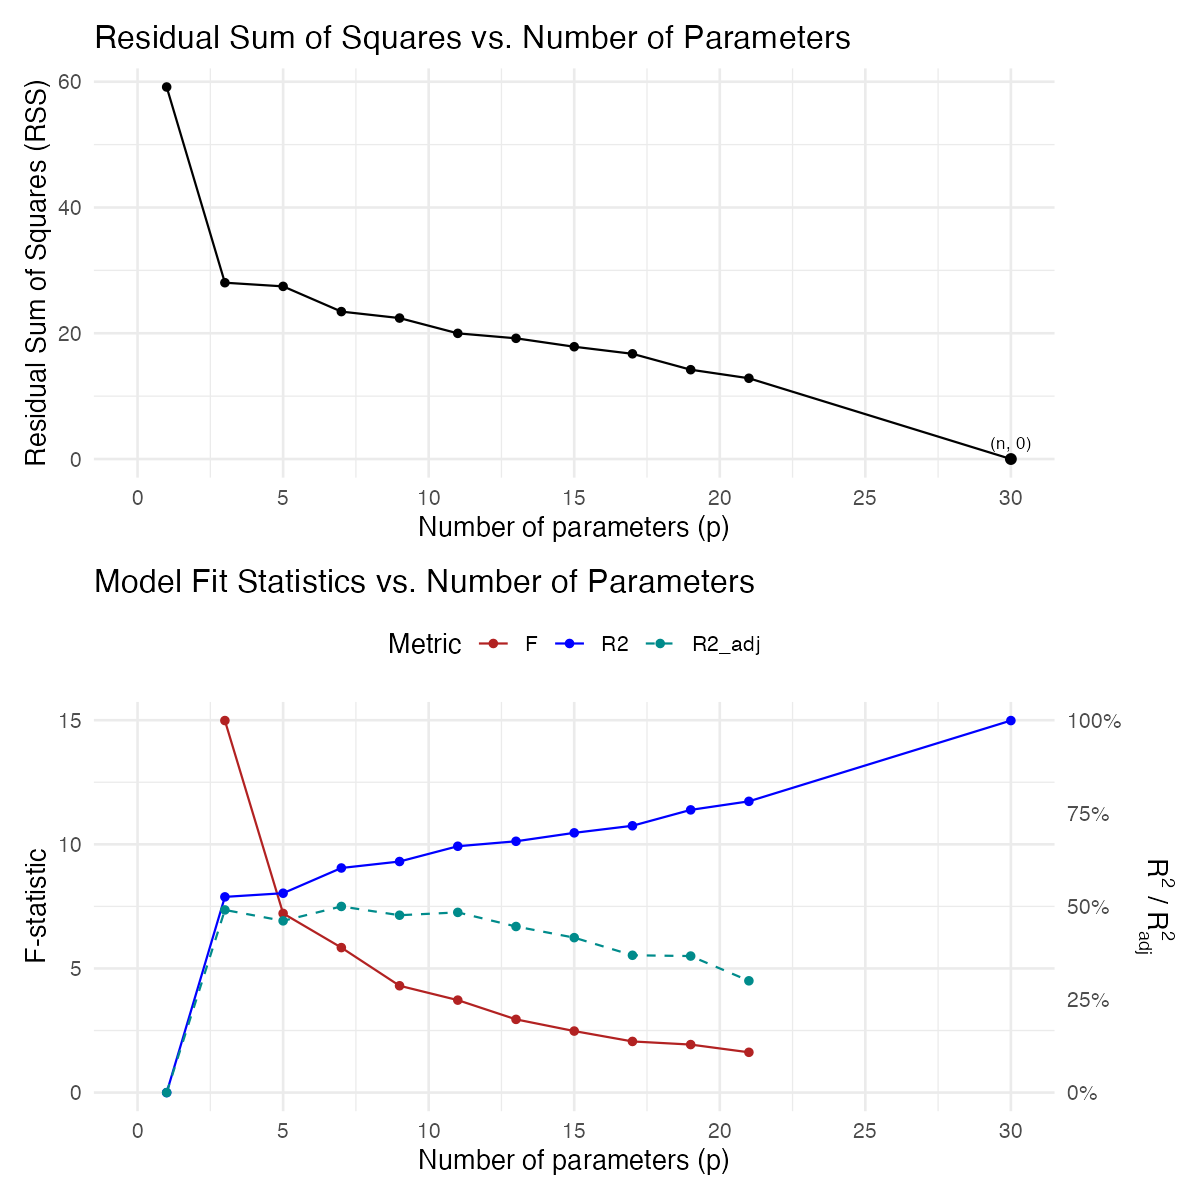 Residual Sum of Squares vs. Number of Parameters
Residual Sum of Squares (RSS)
60
40
20
0
(n, 0)
0 5 10 15 20 25 30
Number of parameters (p)
Model Fit Statistics vs. Number of Parameters
Metric F R2 R2_adj
F-statistic
15
10
5
0
100%
75%
50%
25%
0%
R² / R²adj
0 5 10 15 20 25 30
Number of parameters (p)